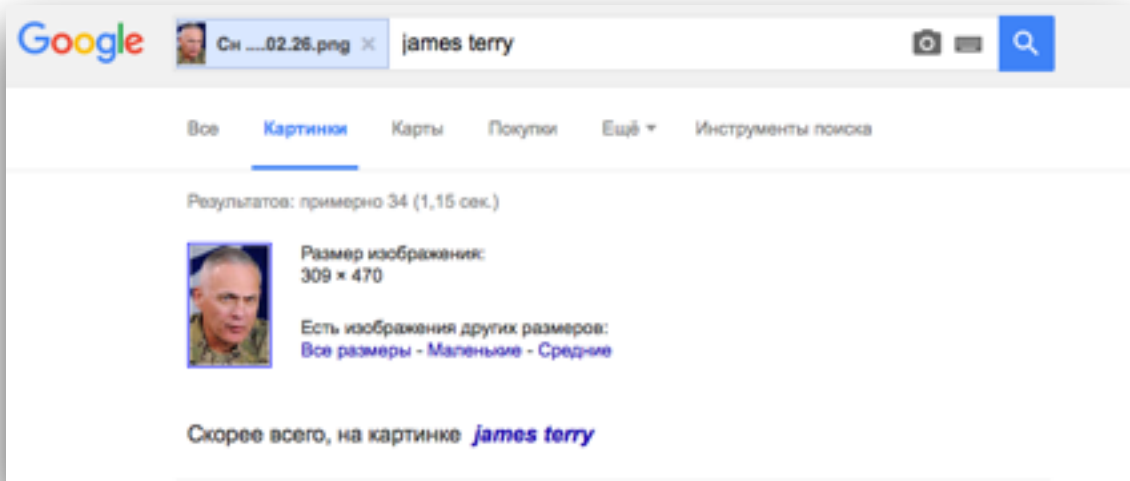 Google Сн ....02.26.png × james terry
Все Картинки Карты Покупки Ещё Инструменты поиска
Результатов: примерно 34 (1,15 сек.)
Размер изображения:
309 × 470
Есть изображения других размеров:
Все размеры - Маленькие - Средние
Скорее всего, на картинке james terry